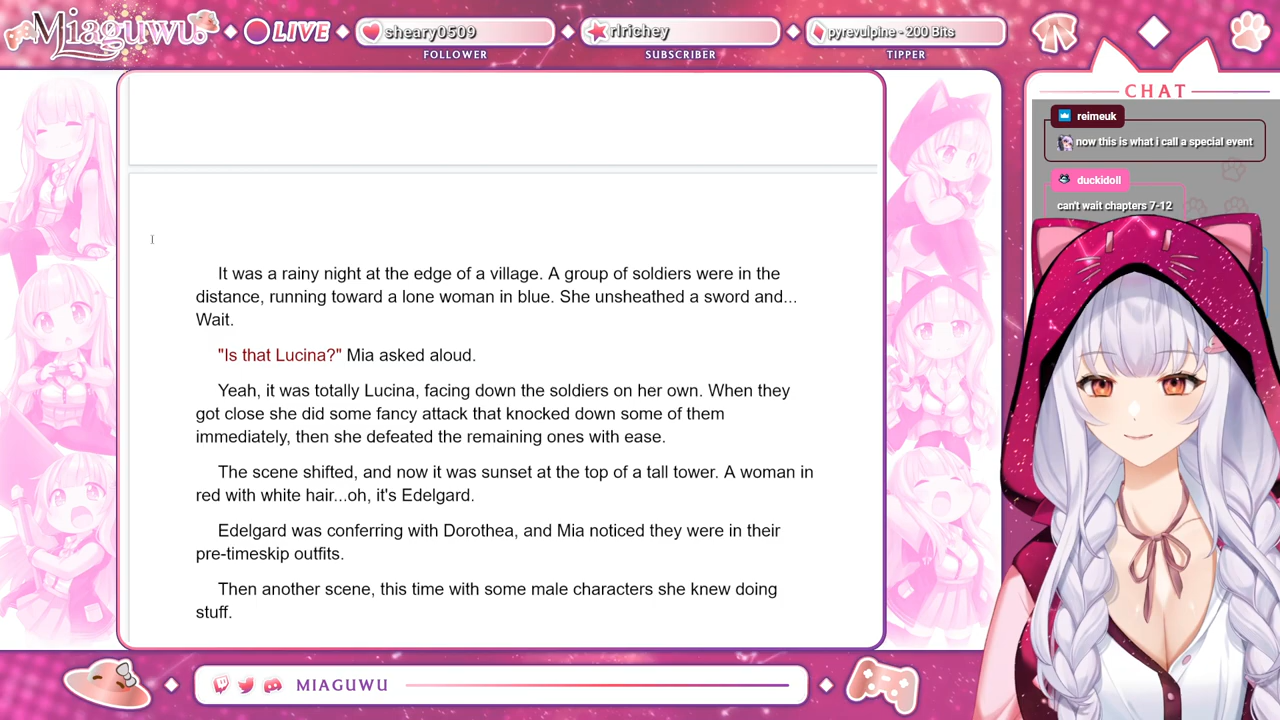 Miaguwu
LIVE
sheary0509
FOLLOWER
rlrichey
SUBSCRIBER
pyrevulpine - 200 Bits
TIPPER
CHAT
reimeuk
now this is what i call a special event
duckidoll
can't wait chapters 7-12
It was a rainy night at the edge of a village. A group of soldiers were in the
distance, running toward a lone woman in blue. She unsheathed a sword and...
Wait.
"Is that Lucina?" Mia asked aloud.
Yeah, it was totally Lucina, facing down the soldiers on her own. When they
got close she did some fancy attack that knocked down some of them
immediately, then she defeated the remaining ones with ease.
The scene shifted, and now it was sunset at the top of a tall tower. A woman in
red with white hair...oh, it's Edelgard.
Edelgard was conferring with Dorothea, and Mia noticed they were in their
pre-timeskip outfits.
Then another scene, this time with some male characters she knew doing
stuff.
MIAGUWU